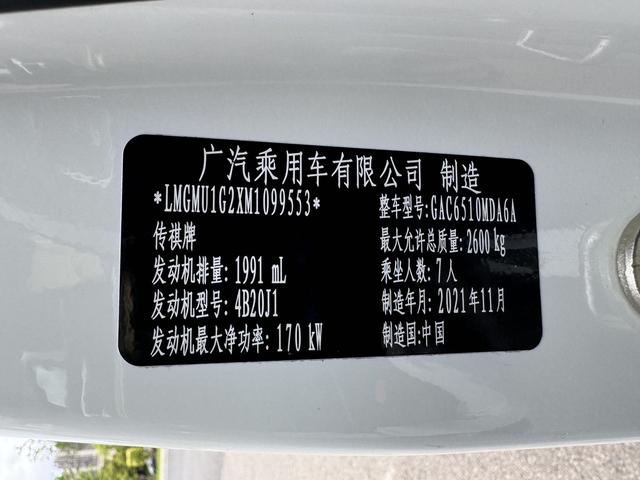 广汽乘用车有限公司 制造
*LMGMU1G2XM1099553* 整车型号:GAC6510MDA6A
传祺牌 最大允许总质量:2600 kg
发动机排量:1991 mL 乘坐人数:7人
发动机型号:4B20J1 制造年月:2021年11月
发动机最大净功率:170 kW 制造国:中国